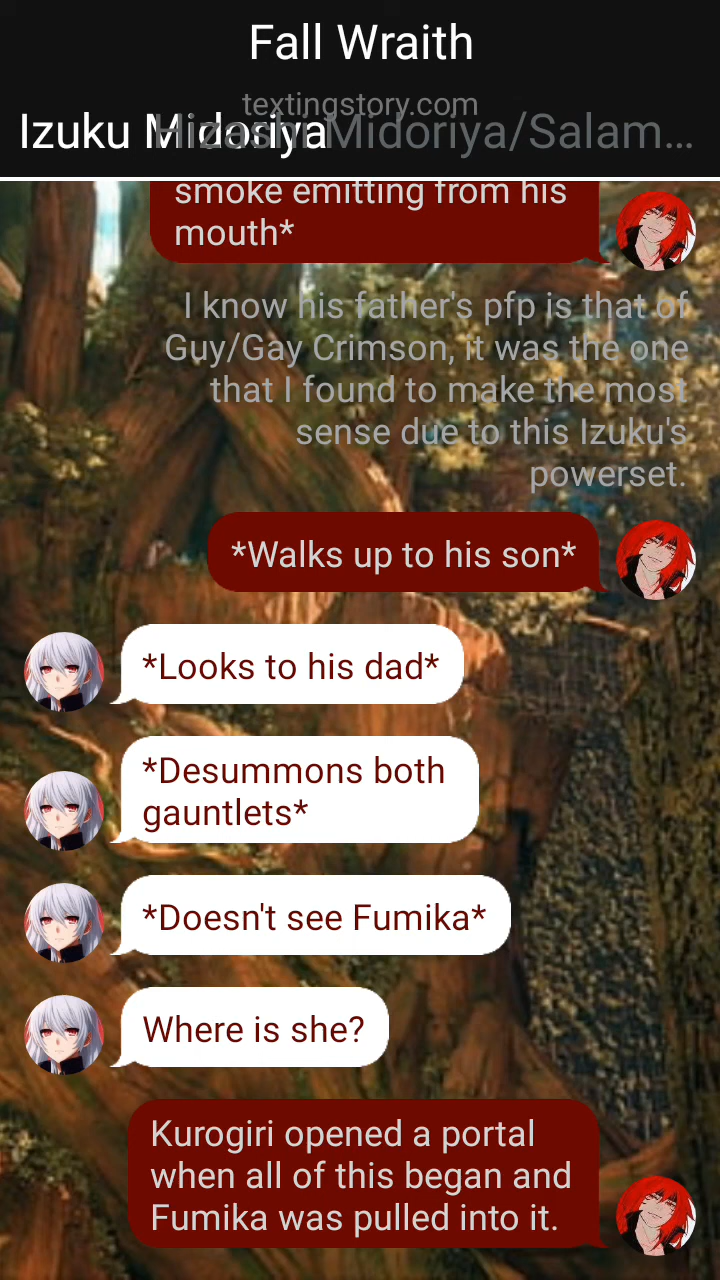 Fall Wraith
textingstory.com
Izuku Midoriya
Hizashi Midoriya/Salam...
smoke emitting from his
mouth*
I know his father's pfp is that of
Guy/Gay Crimson, it was the one
that I found to make the most
sense due to this Izuku's
powerset.
*Walks up to his son*
*Looks to his dad*
*Desummons both
gauntlets*
*Doesn't see Fumika*
Where is she?
Kurogiri opened a portal
when all of this began and
Fumika was pulled into it.